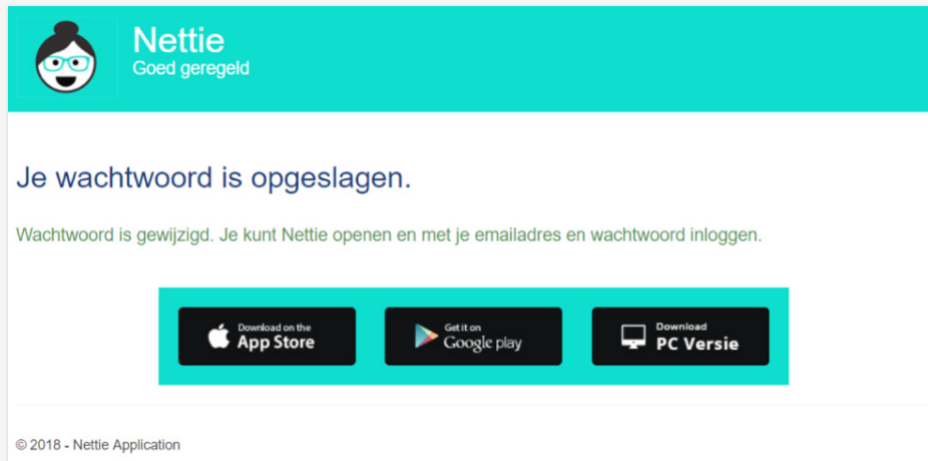 Nettie
Goed geregeld
Je wachtwoord is opgeslagen.
Wachtwoord is gewijzigd. Je kunt Nettie openen en met je emailadres en wachtwoord inloggen.
Download on the
App Store
Get it on
Google play
Download
PC Versie
© 2018 - Nettie Application